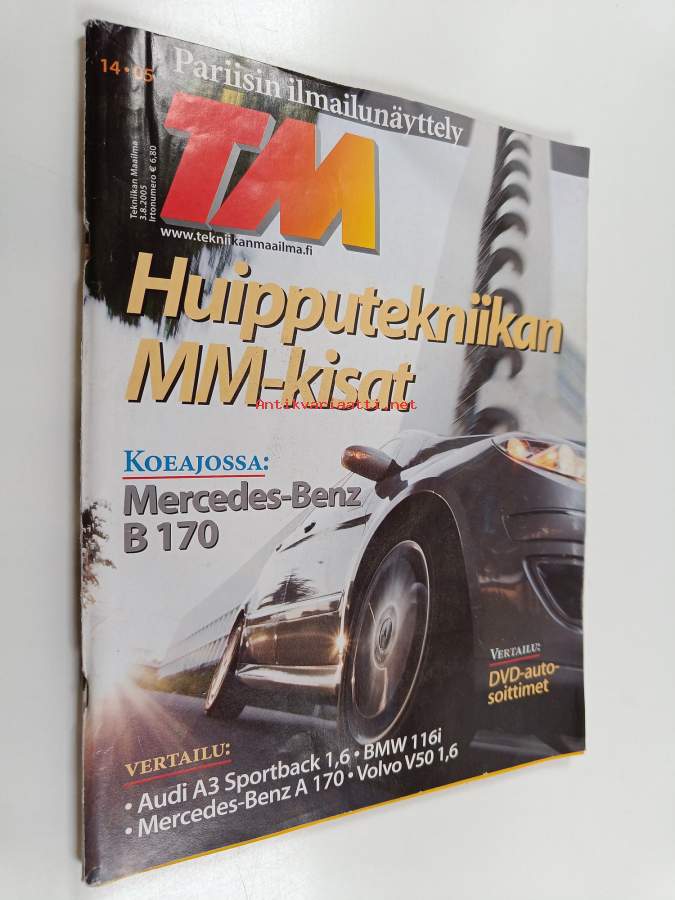 Pariisin ilmailunäyttely
14•05
TM
Tekniikan Maailma
3.8.2005
Irtonumero € 6,80
www.tekniikanmaailma.fi
Huipputekniikan
MM-kisat
Antikvariaatti.net
KOEAJOSSA:
Mercedes-Benz
B 170
VERTAILU:
DVD-auto-
soittimet
VERTAILU:
• Audi A3 Sportback 1,6 • BMW 116i
• Mercedes-Benz A 170 • Volvo V50 1,6